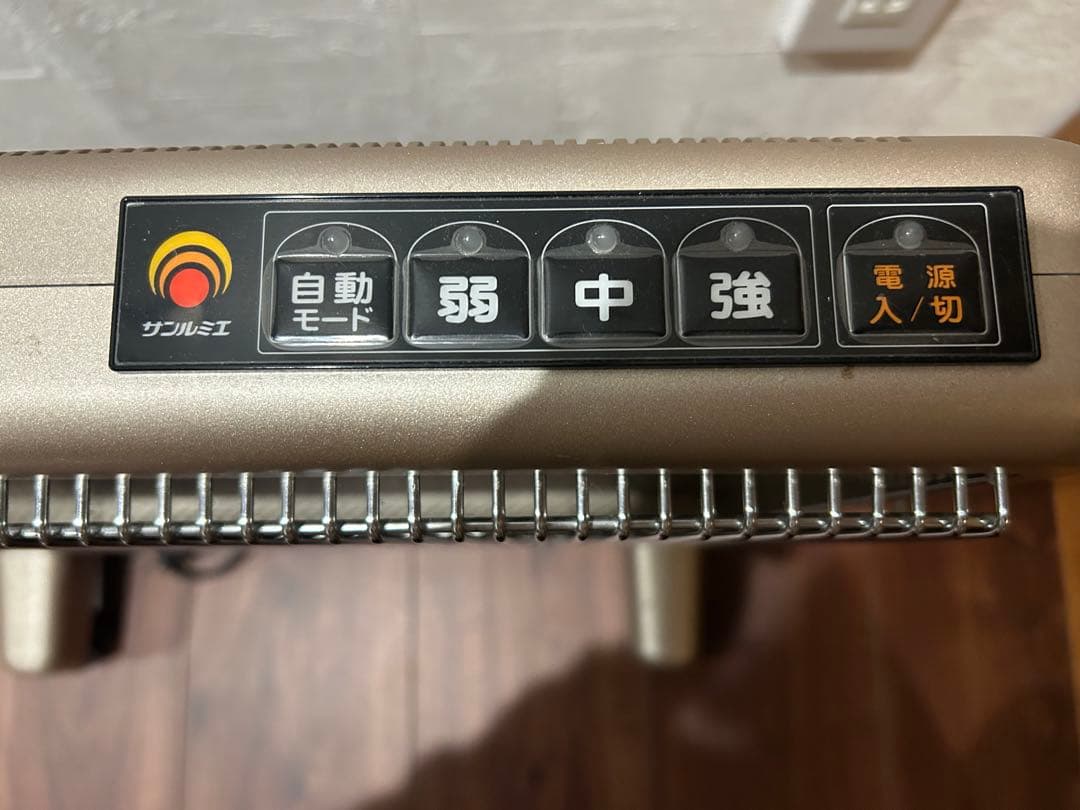 サンルミエ
自動
モード
弱
中
強
電源
入/切